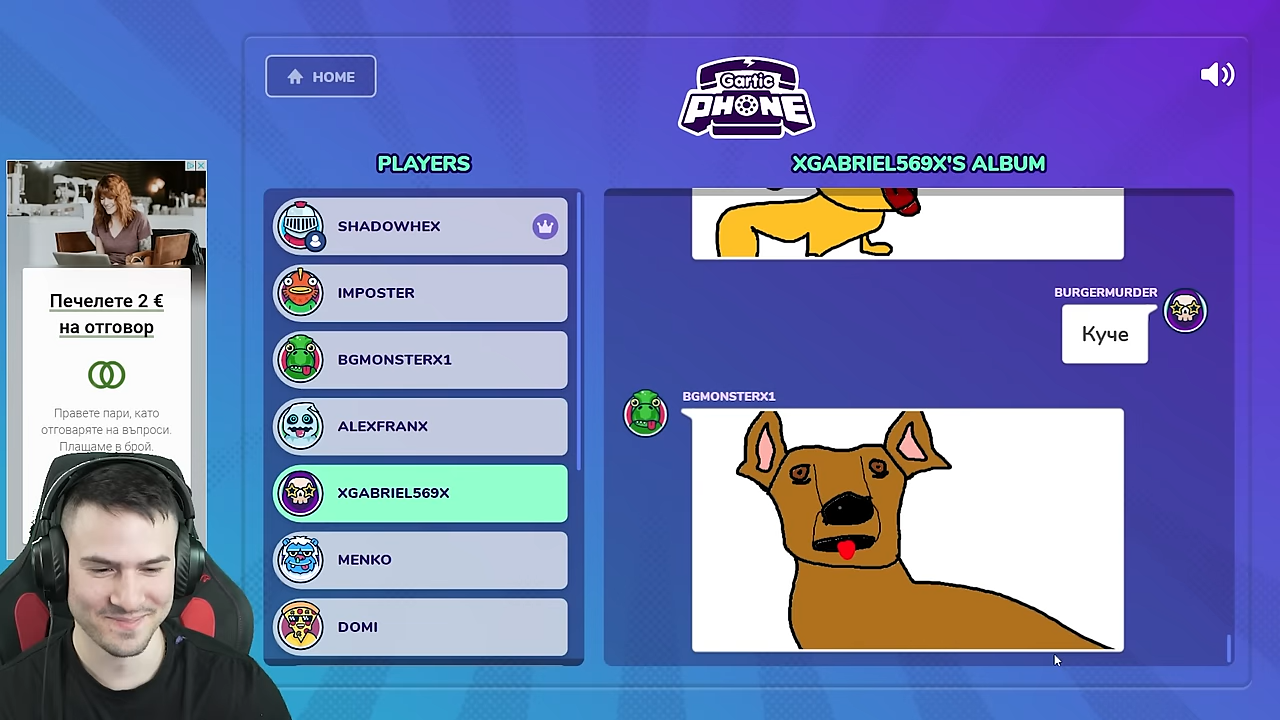 HOME
Gartic
PHONE
PLAYERS
XGABRIEL569X'S ALBUM
SHADOWHEX
IMPOSTER
BGMONSTERX1
ALEXFRANX
XGABRIEL569X
MENKO
DOMI
BURGERMURDER
Куче
BGMONSTERX1
Печелете 2 €
на отговор
Правете пари, като
отговаряте на въпроси.
Плащаме в брой.